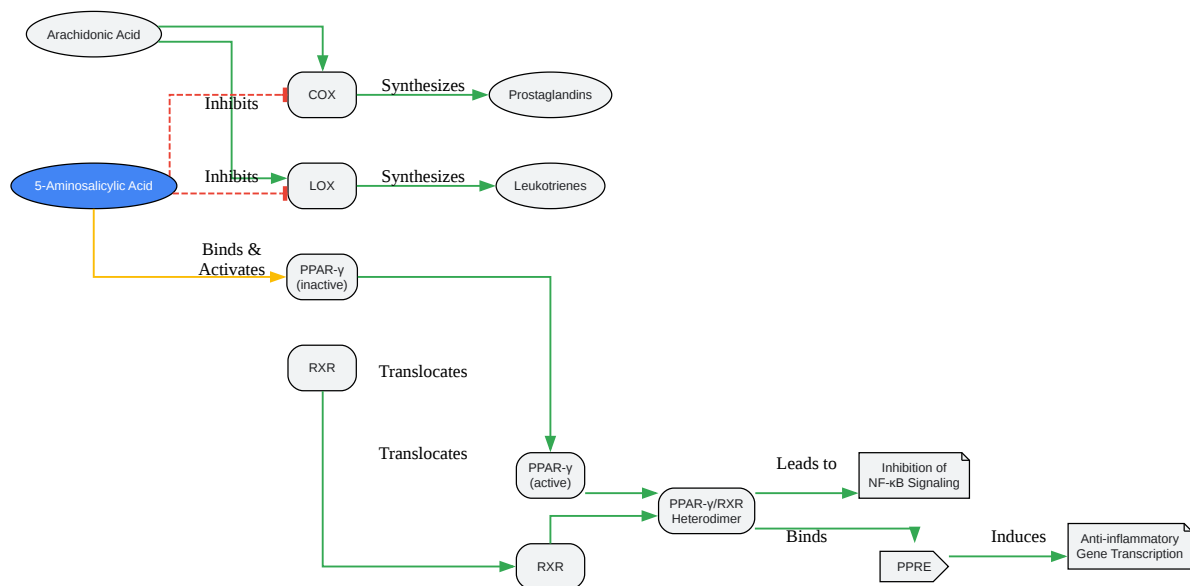 Arachidonic Acid
COX
Synthesizes
Prostaglandins
Inhibits
5-Aminosalicylic Acid
Inhibits
LOX
Synthesizes
Leukotrienes
Binds &
Activates
PPAR-γ
(inactive)
RXR
Translocates
Translocates
PPAR-γ
(active)
RXR
PPAR-γ/RXR
Heterodimer
Leads to
Inhibition of
NF-κB Signaling
Binds
PPRE
Induces
Anti-inflammatory
Gene Transcription